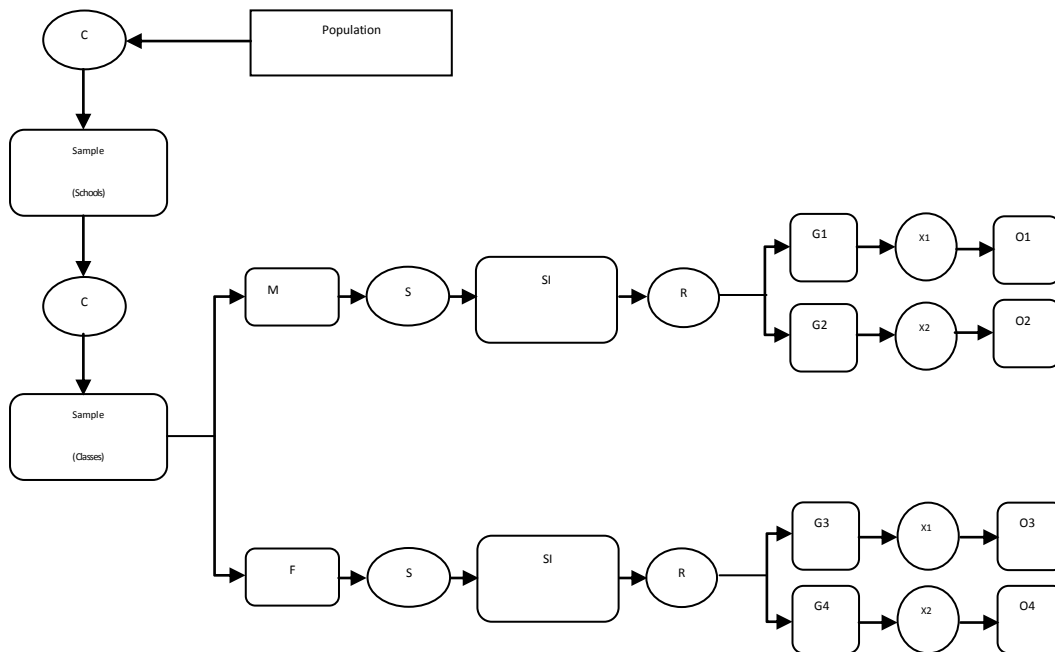 C
Population
Sample
(Schools)
C
Sample
(Classes)
M
S
SI
R
G1
X1
O1
G2
X2
O2
F
S
SI
R
G3
X1
O3
G4
X2
O4